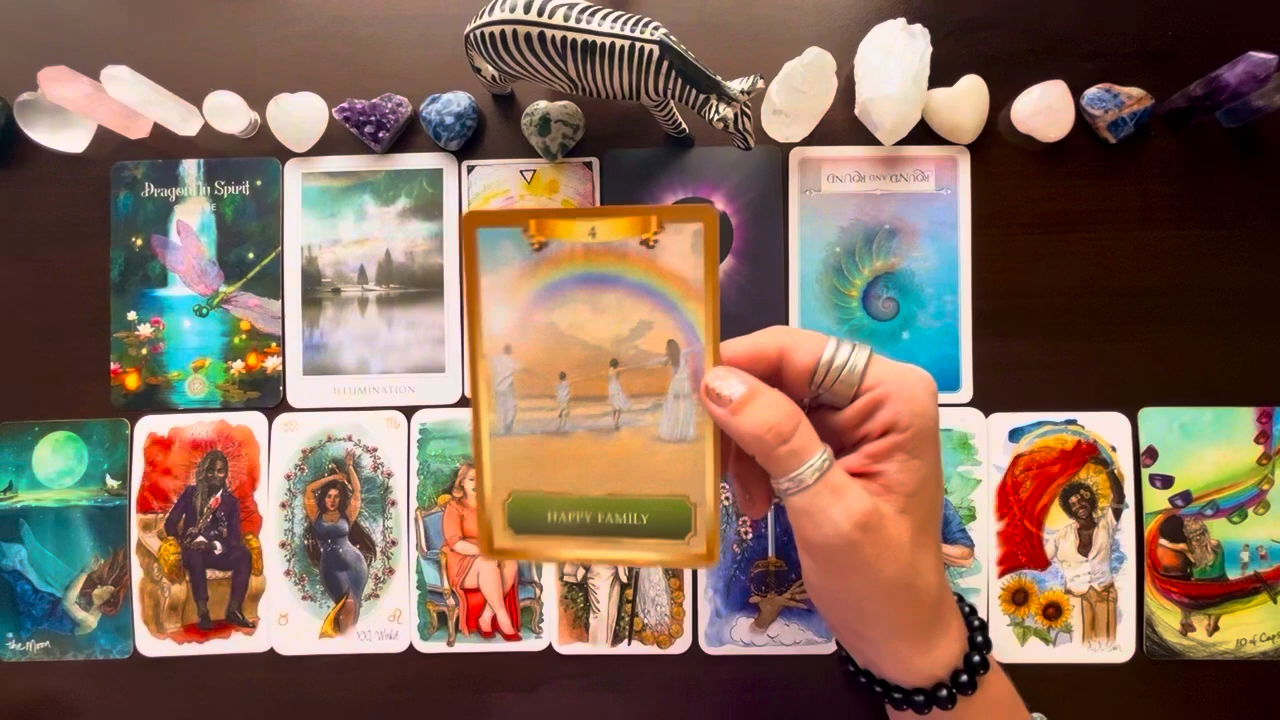 Dragonfly Spirit
ILLUMINATION
ROUND AND ROUND
4
HAPPY FAMILY
the Moon
XXI World
10 of Cups